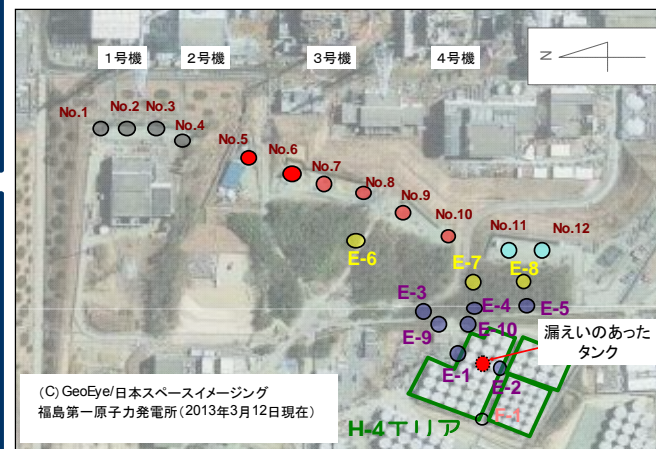 1号機
2号機
3号機
4号機
N
No.1
No.2
No.3
No.4
No.5
No.6
No.7
No.8
No.9
No.10
No.11
No.12
E-6
E-7
E-8
E-3
E-4
E-5
E-9
E-10
漏えいのあった
タンク
E-1
E-2
F-1
H-4エリア
(C) GeoEye/日本スペースイメージング
福島第一原子力発電所(2013年3月12日現在)